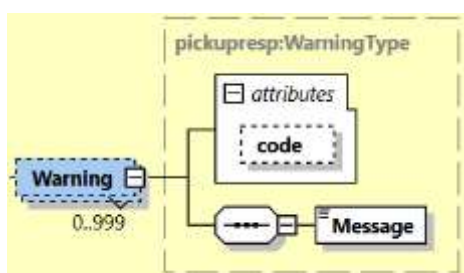 pickupresp:WarningType
attributes
code
Warning
0..999
Message